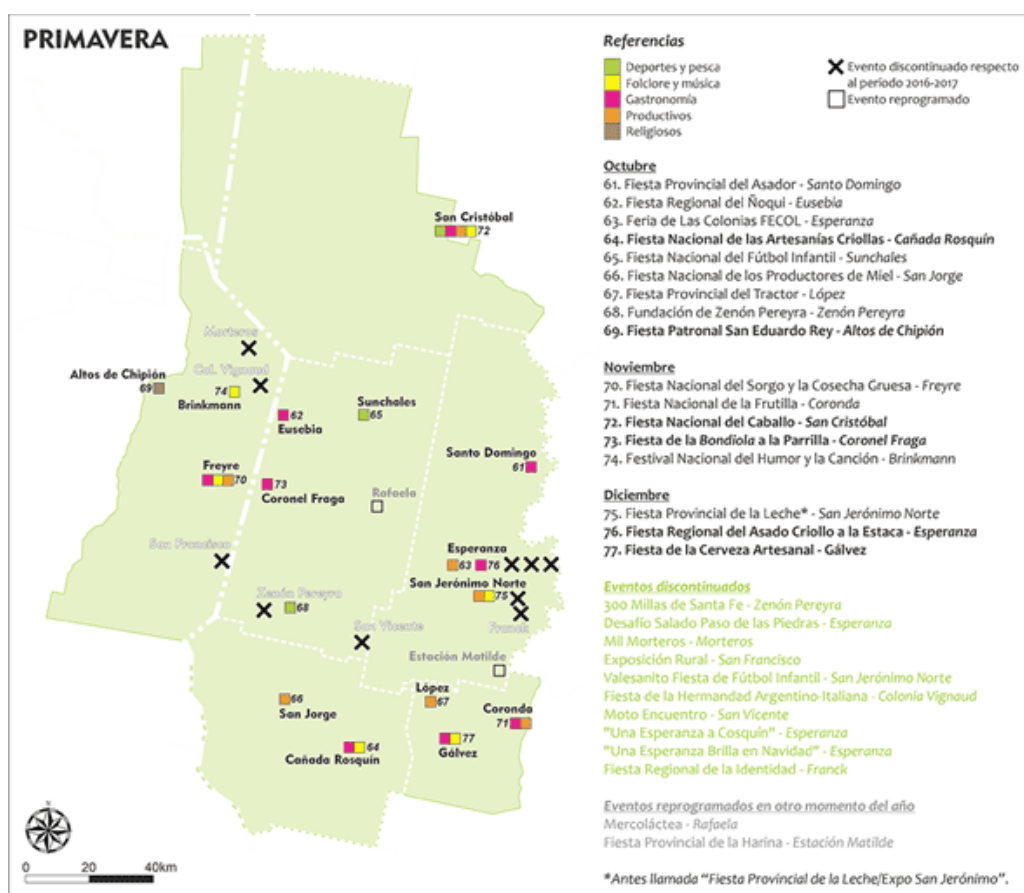 PRIMAVERA
San Cristóbal
72
Morteros
Col. Vignaud
Altos de Chipión
69
74
Brinkmann
62
Eusebia
Sunchales
65
Santo Domingo
61
Freyre
70
73
Coronel Fraga
Rafaela
San Francisco
Esperanza
63
76
San Jerónimo Norte
75
Zenón Pereyra
68
San Vicente
Franck
Estación Matilde
66
San Jorge
López
67
Coronda
71
64
Cañada Rosquín
77
Gálvez
N
0 20 40km
Referencias
Deportes y pesca
Folclore y música
Gastronomía
Productivos
Religiosos
Evento discontinuado respecto
al período 2016-2017
Evento reprogramado
Octubre
61. Fiesta Provincial del Asador - Santo Domingo
62. Fiesta Regional del Ñoqui - Eusebia
63. Feria de Las Colonias FECOL - Esperanza
64. Fiesta Nacional de las Artesanías Criollas - Cañada Rosquín
65. Fiesta Nacional del Fútbol Infantil - Sunchales
66. Fiesta Nacional de los Productores de Miel - San Jorge
67. Fiesta Provincial del Tractor - López
68. Fundación de Zenón Pereyra - Zenón Pereyra
69. Fiesta Patronal San Eduardo Rey - Altos de Chipión
Noviembre
70. Fiesta Nacional del Sorgo y la Cosecha Gruesa - Freyre
71. Fiesta Nacional de la Frutilla - Coronda
72. Fiesta Nacional del Caballo - San Cristóbal
73. Fiesta de la Bondiola a la Parrilla - Coronel Fraga
74. Festival Nacional del Humor y la Canción - Brinkmann
Diciembre
75. Fiesta Provincial de la Leche* - San Jerónimo Norte
76. Fiesta Regional del Asado Criollo a la Estaca - Esperanza
77. Fiesta de la Cerveza Artesanal - Gálvez
Eventos discontinuados
300 Millas de Santa Fe - Zenón Pereyra
Desafío Salado Paso de las Piedras - Esperanza
Mil Morteros - Morteros
Exposición Rural - San Francisco
Valesanito Fiesta de Fútbol Infantil - San Jerónimo Norte
Fiesta de la Hermandad Argentino-Italiana - Colonia Vignaud
Moto Encuentro - San Vicente
"Una Esperanza a Cosquín" - Esperanza
"Una Esperanza Brilla en Navidad" - Esperanza
Fiesta Regional de la Identidad - Franck
Eventos reprogramados en otro momento del año
Mercoláctea - Rafaela
Fiesta Provincial de la Harina - Estación Matilde
*Antes llamada "Fiesta Provincial de la Leche/Expo San Jerónimo".